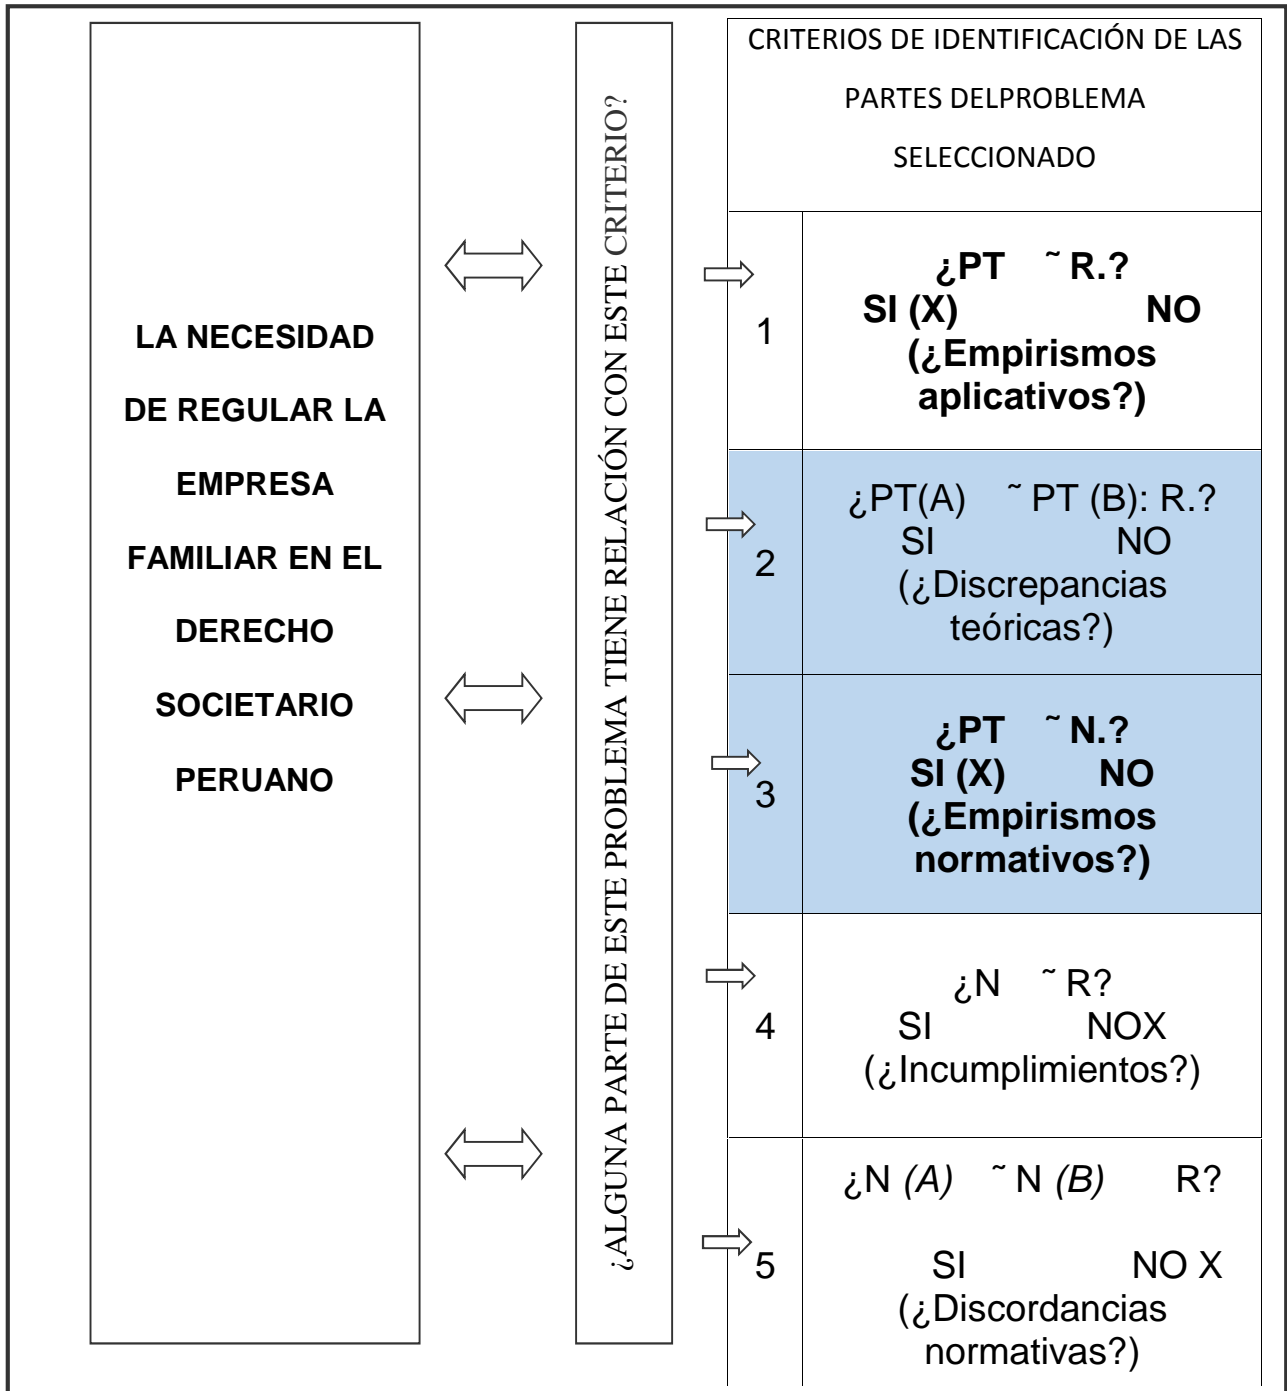 LA NECESIDAD
DE REGULAR LA
EMPRESA
FAMILIAR EN EL
DERECHO
SOCIETARIO
PERUANO
¿ALGUNA PARTE DE ESTE PROBLEMA TIENE RELACIÓN CON ESTE CRITERIO?
CRITERIOS DE IDENTIFICACIÓN DE LAS
PARTES DELPROBLEMA
SELECCIONADO
1
¿PT ˜ R.?
SI (X) NO
(¿Empirismos
aplicativos?)
2
¿PT(A) ˜ PT (B): R.?
SI NO
(¿Discrepancias
teóricas?)
3
¿PT ˜ N.?
SI (X) NO
(¿Empirismos
normativos?)
4
¿N ˜ R?
SI NOX
(¿Incumplimientos?)
5
¿N (A) ˜ N (B) R?
SI NO X
(¿Discordancias
normativas?)